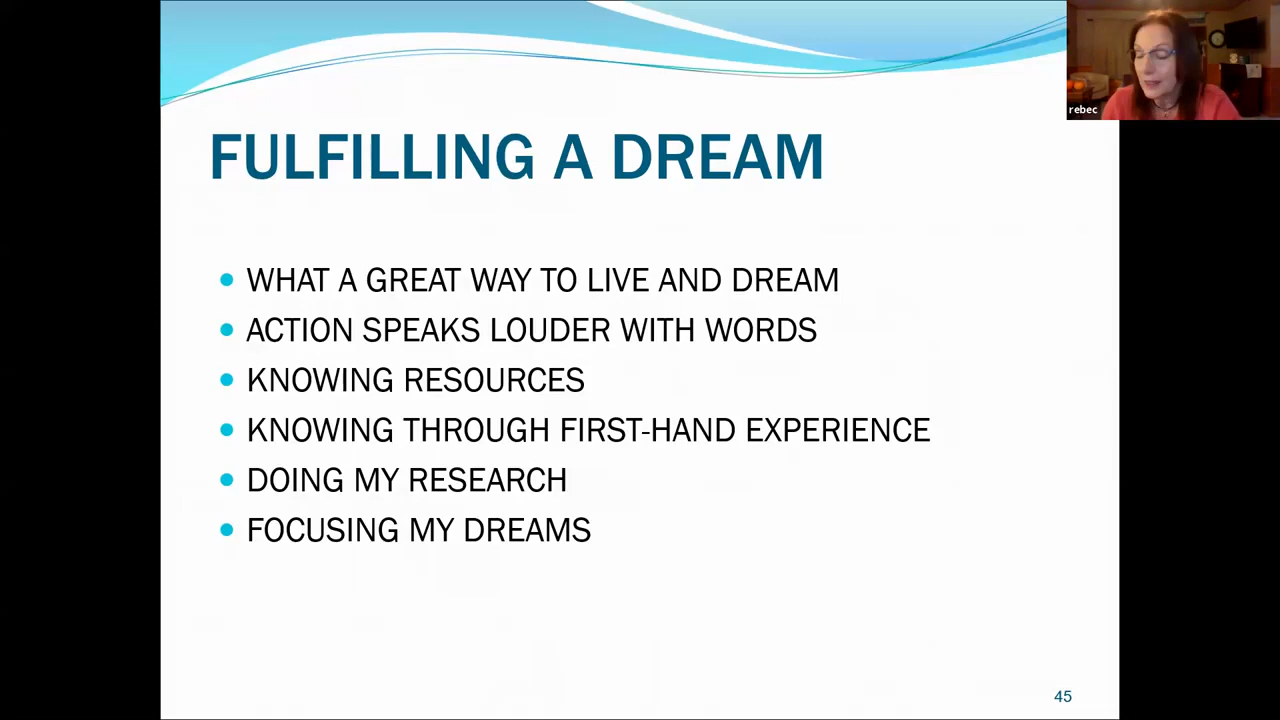 rebec
FULFILLING A DREAM
WHAT A GREAT WAY TO LIVE AND DREAM
ACTION SPEAKS LOUDER WITH WORDS
KNOWING RESOURCES
KNOWING THROUGH FIRST-HAND EXPERIENCE
DOING MY RESEARCH
FOCUSING MY DREAMS
45